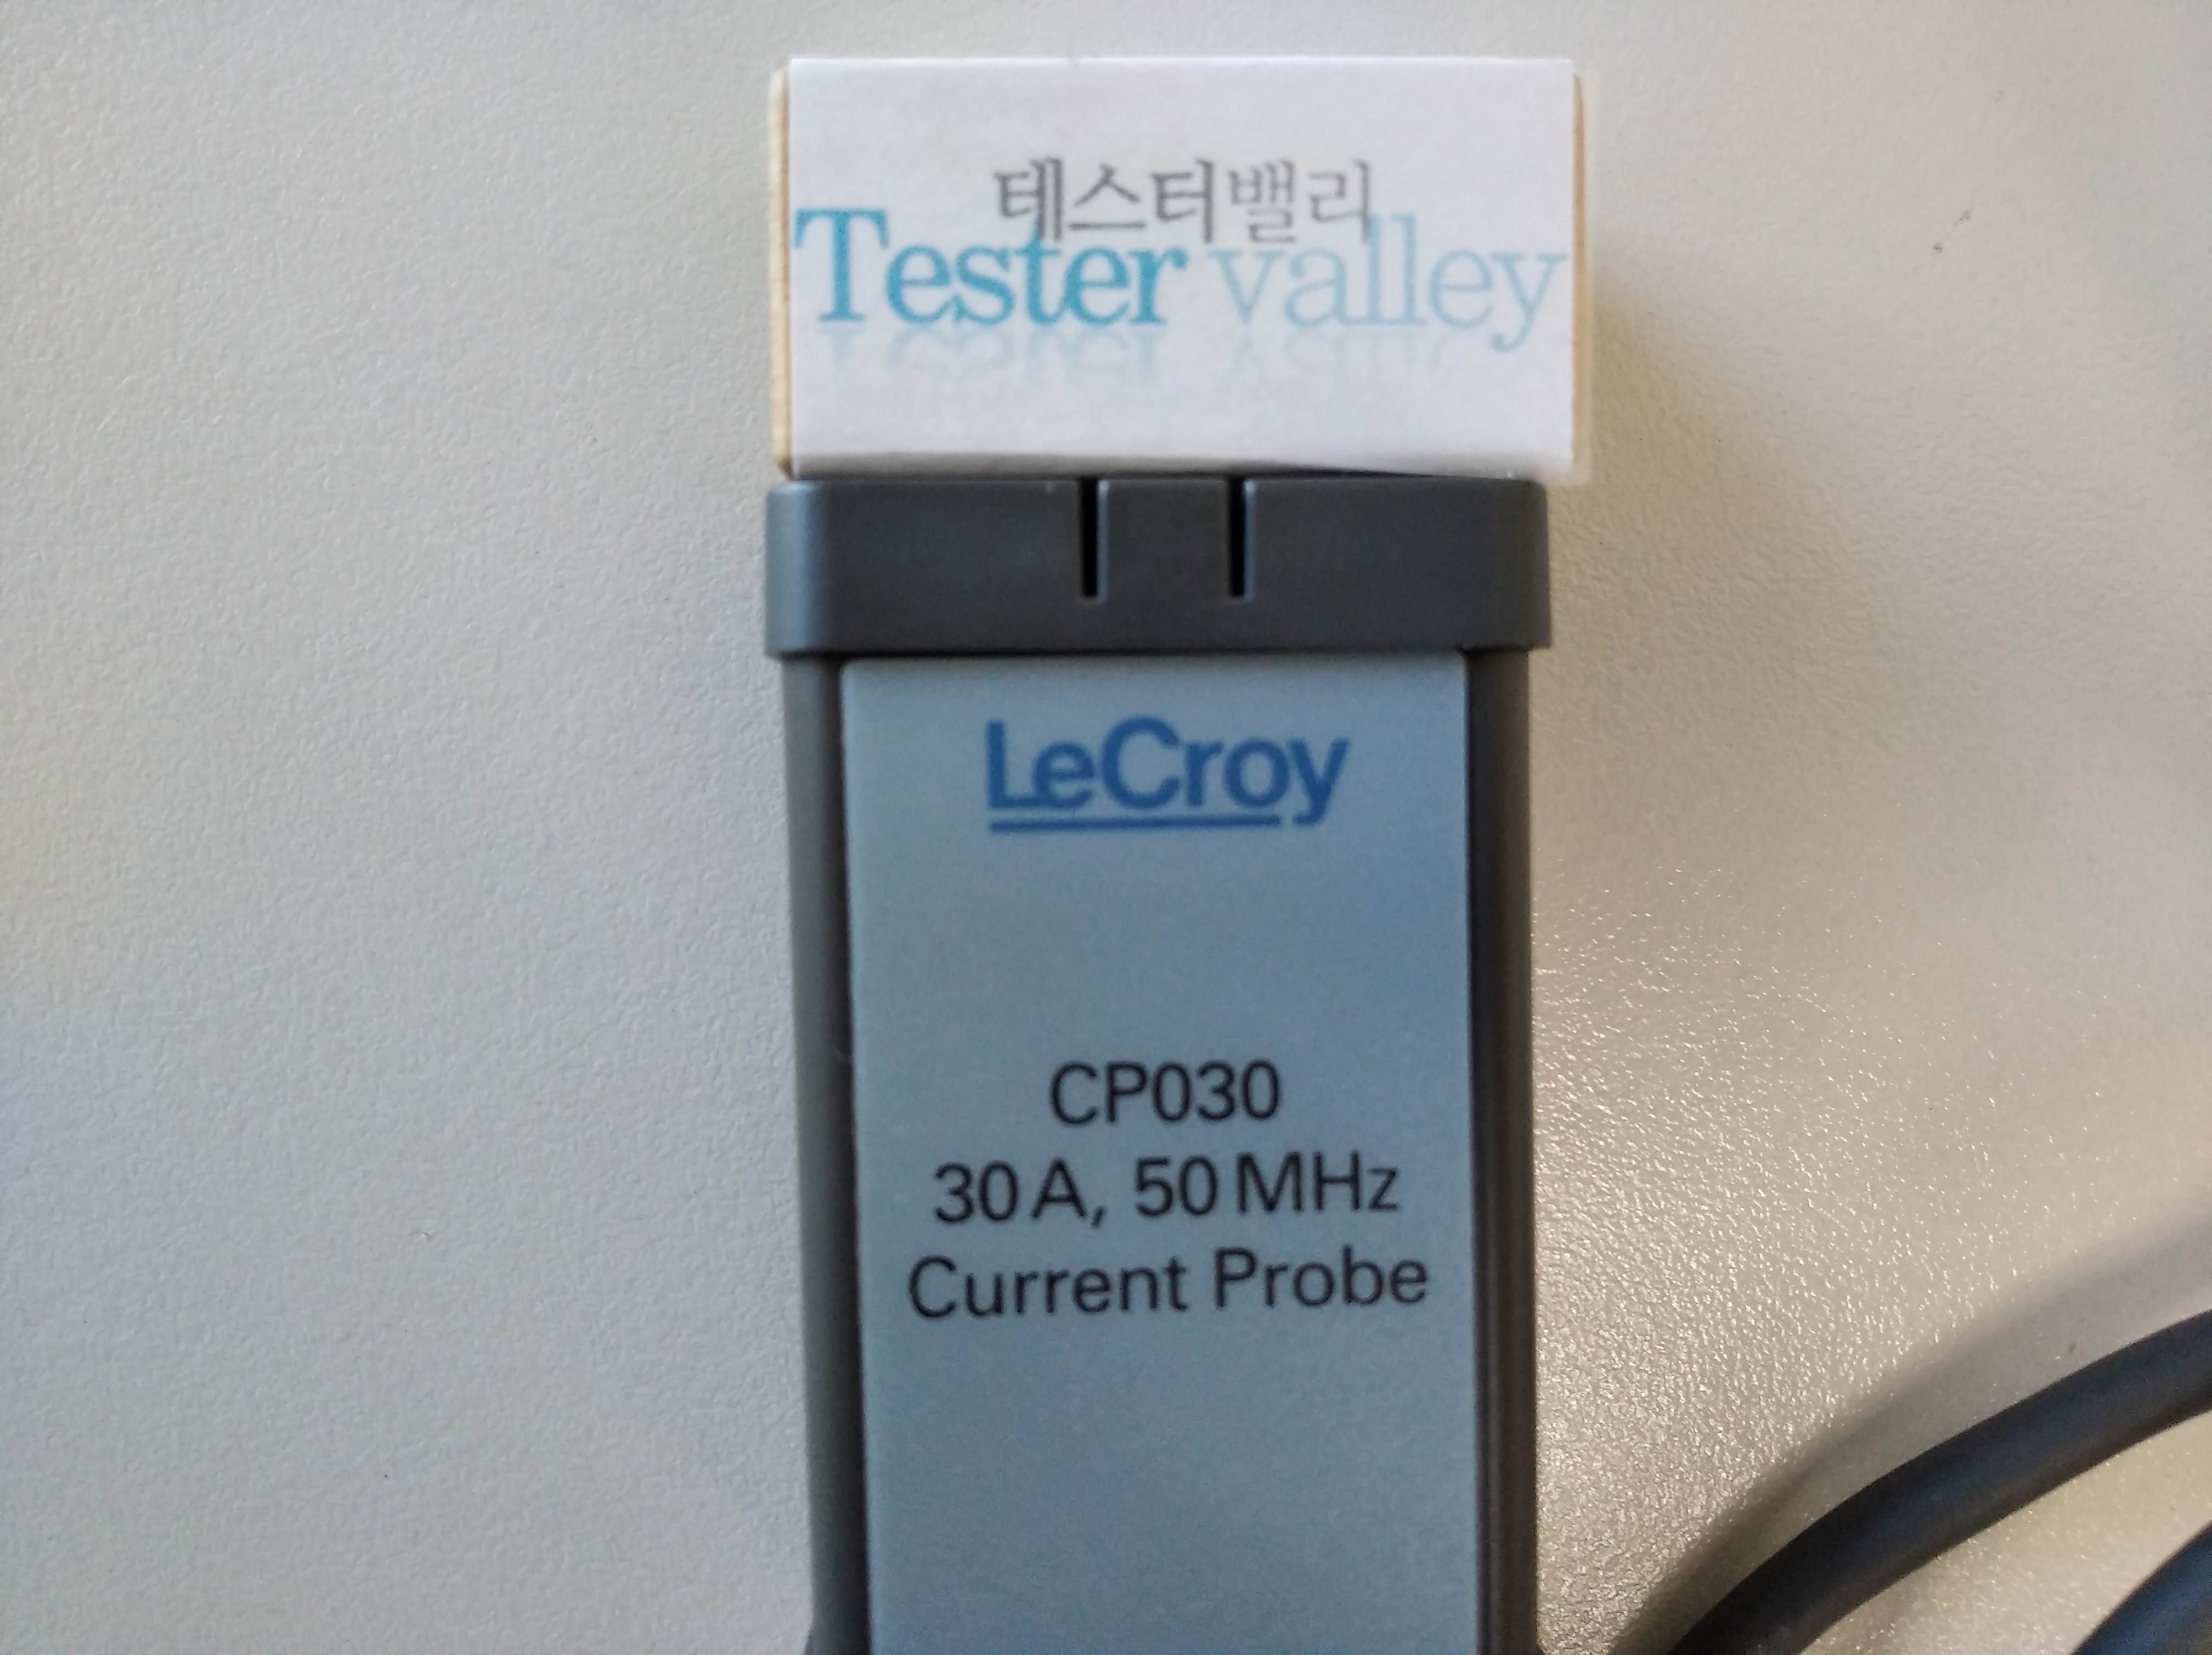 테스터밸리
Tester valley
LeCroy
CP030
30 A, 50 MHz
Current Probe